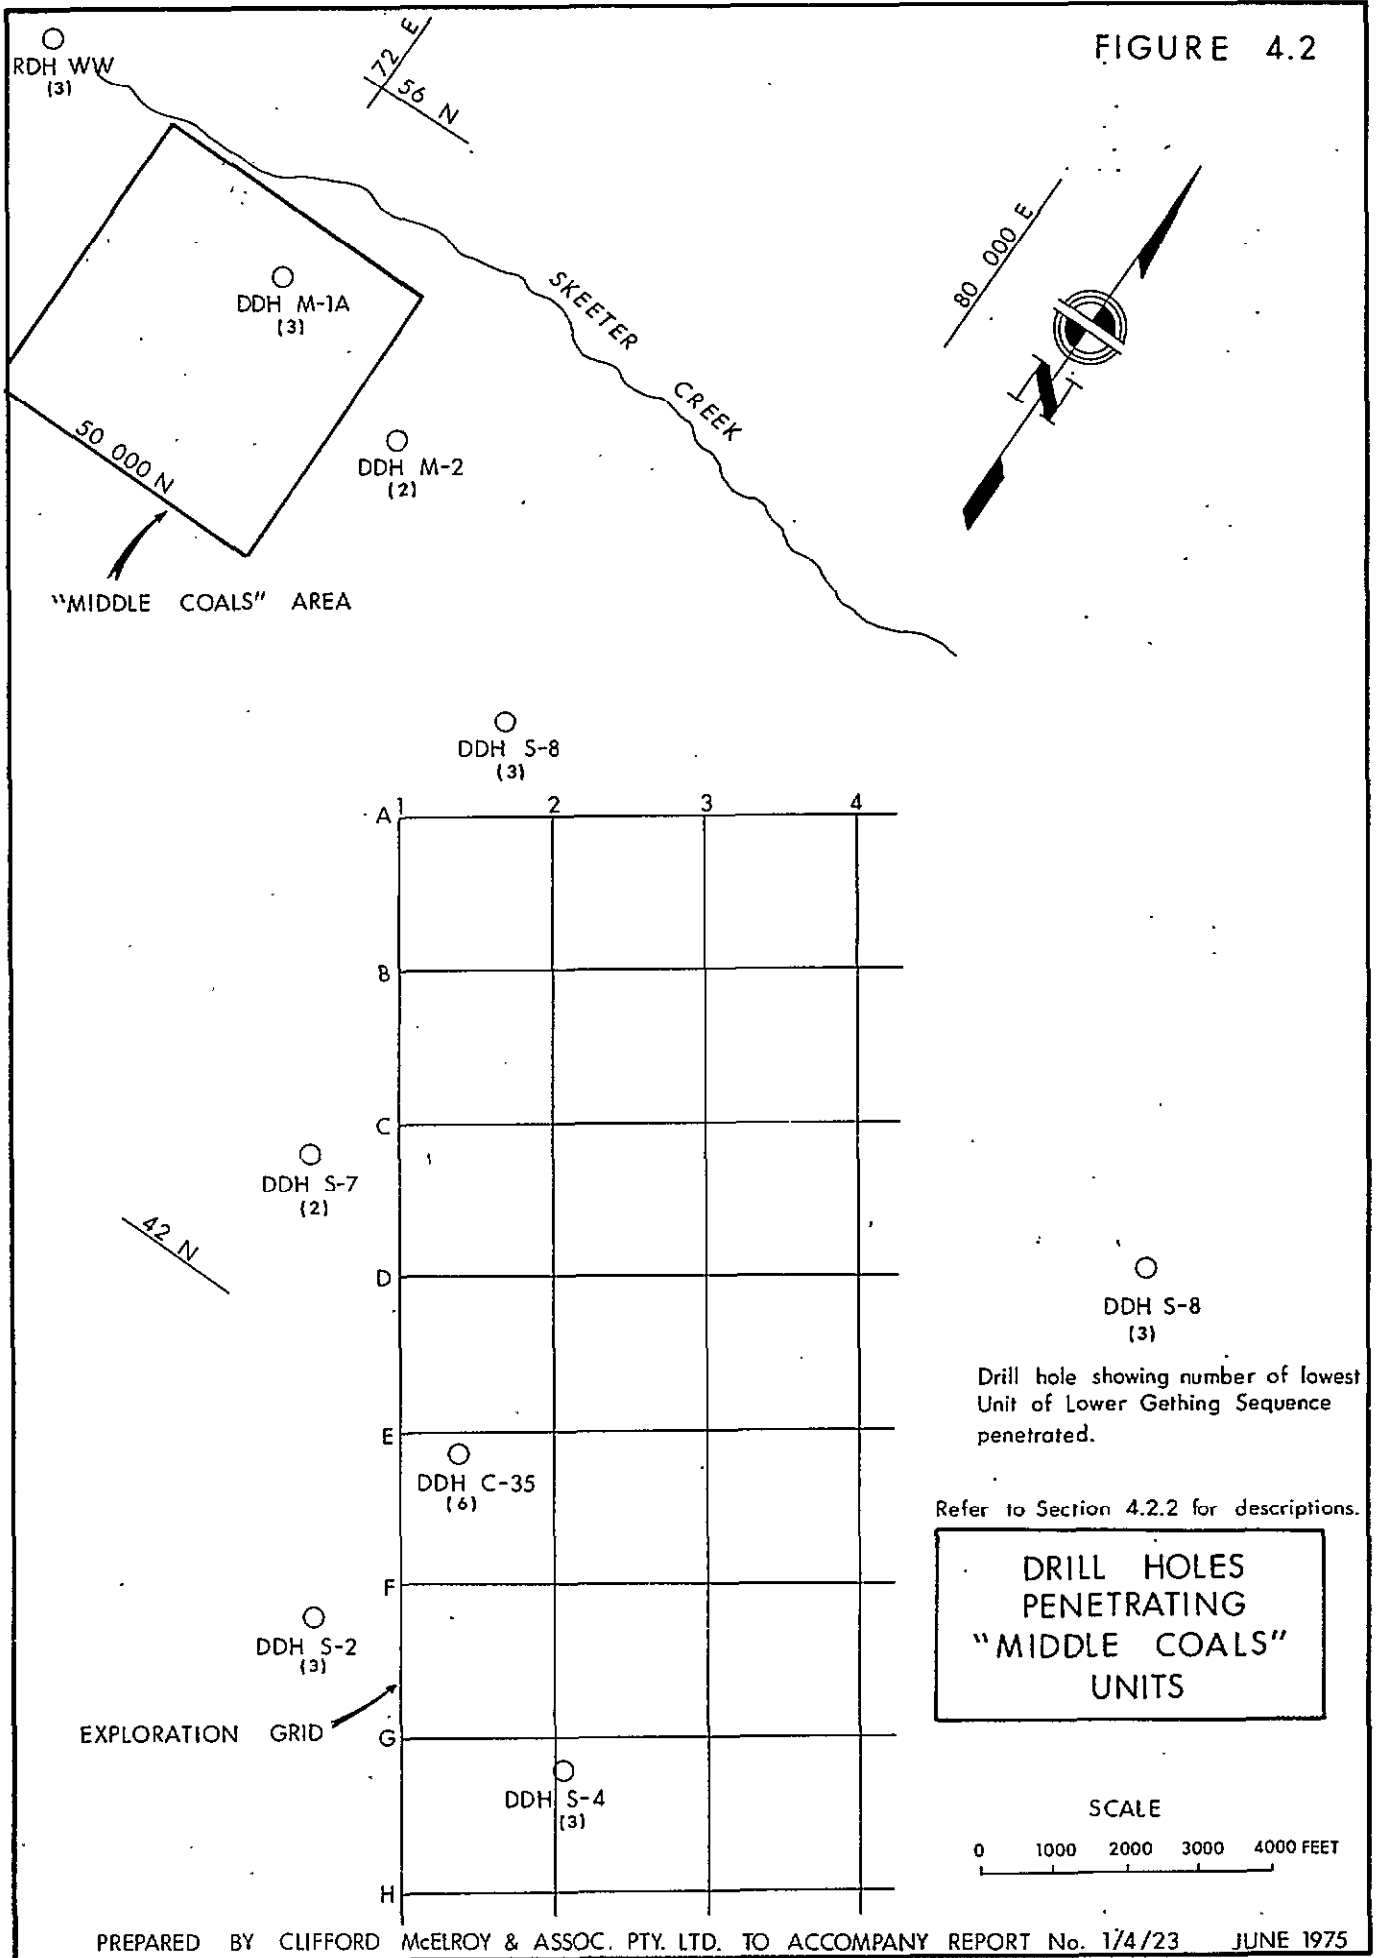 FIGURE 4.2
RDH WW
(3)
72 E
56 N
80 000 E
N
DDH M-1A
(3)
SKEETER
CREEK
50 000 N
DDH M-2
(2)
"MIDDLE COALS" AREA
DDH S-8
(3)
1 2 3 4
A
B
C
DDH S-7
(2)
42 N
D
DDH S-8
(3)
Drill hole showing number of lowest
Unit of Lower Gething Sequence
penetrated.
E
DDH C-35
(6)
Refer to Section 4.2.2 for descriptions.
DRILL HOLES
PENETRATING
"MIDDLE COALS"
UNITS
F
DDH S-2
(3)
EXPLORATION GRID
G
DDH S-4
(3)
SCALE
0 1000 2000 3000 4000 FEET
H
PREPARED BY CLIFFORD McELROY & ASSOC. PTY. LTD. TO ACCOMPANY REPORT No. 1/4/23 JUNE 1975